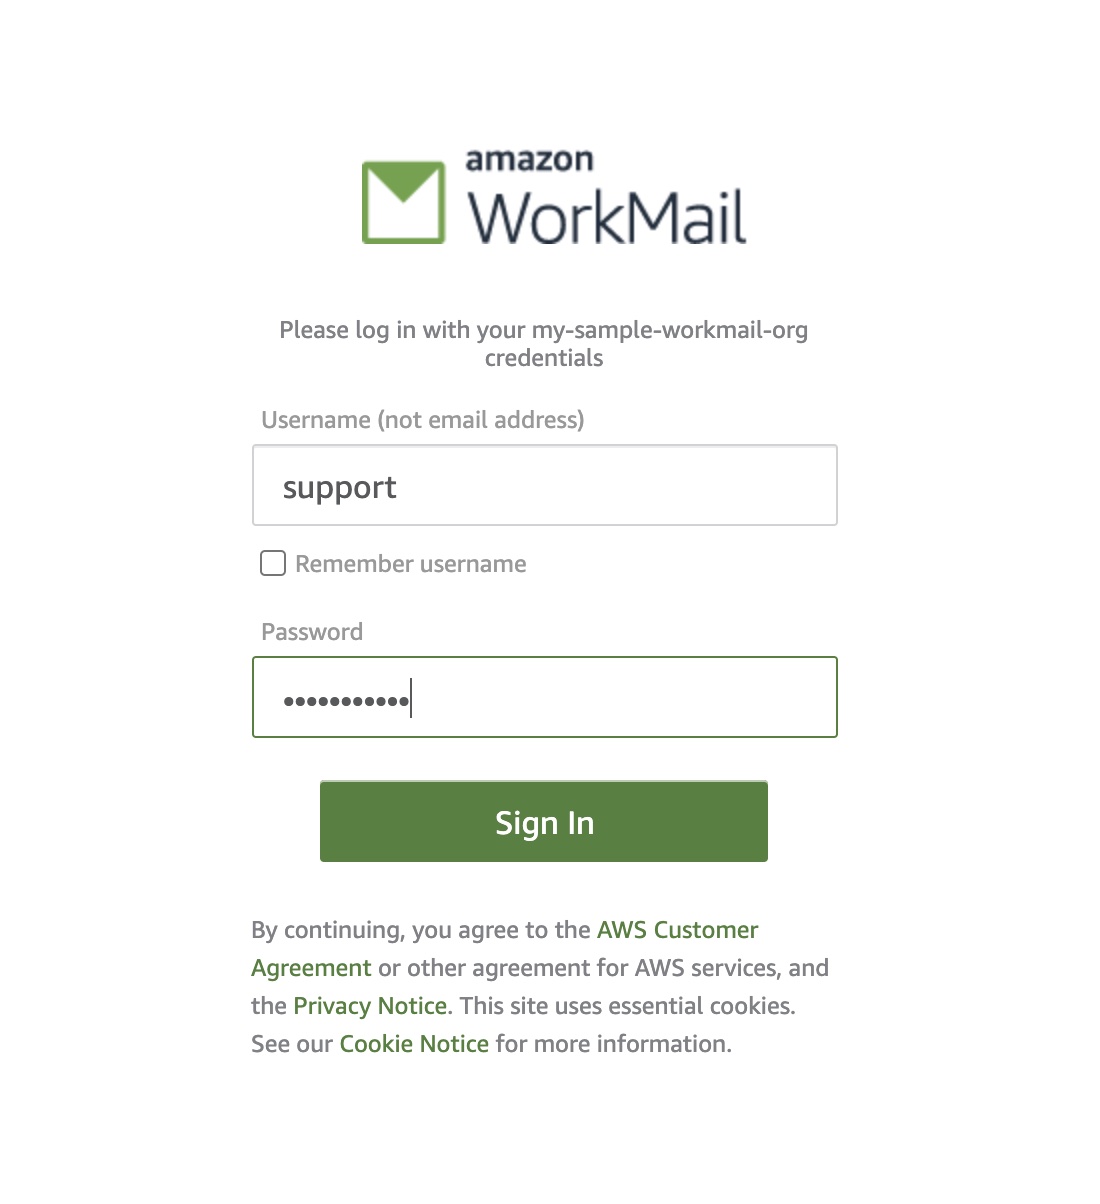 amazon
WorkMail
Please log in with your my-sample-workmail-org
credentials
Username (not email address)
support
Remember username
Password
•••••••••••
Sign In
By continuing, you agree to the AWS Customer
Agreement or other agreement for AWS services, and
the Privacy Notice. This site uses essential cookies.
See our Cookie Notice for more information.